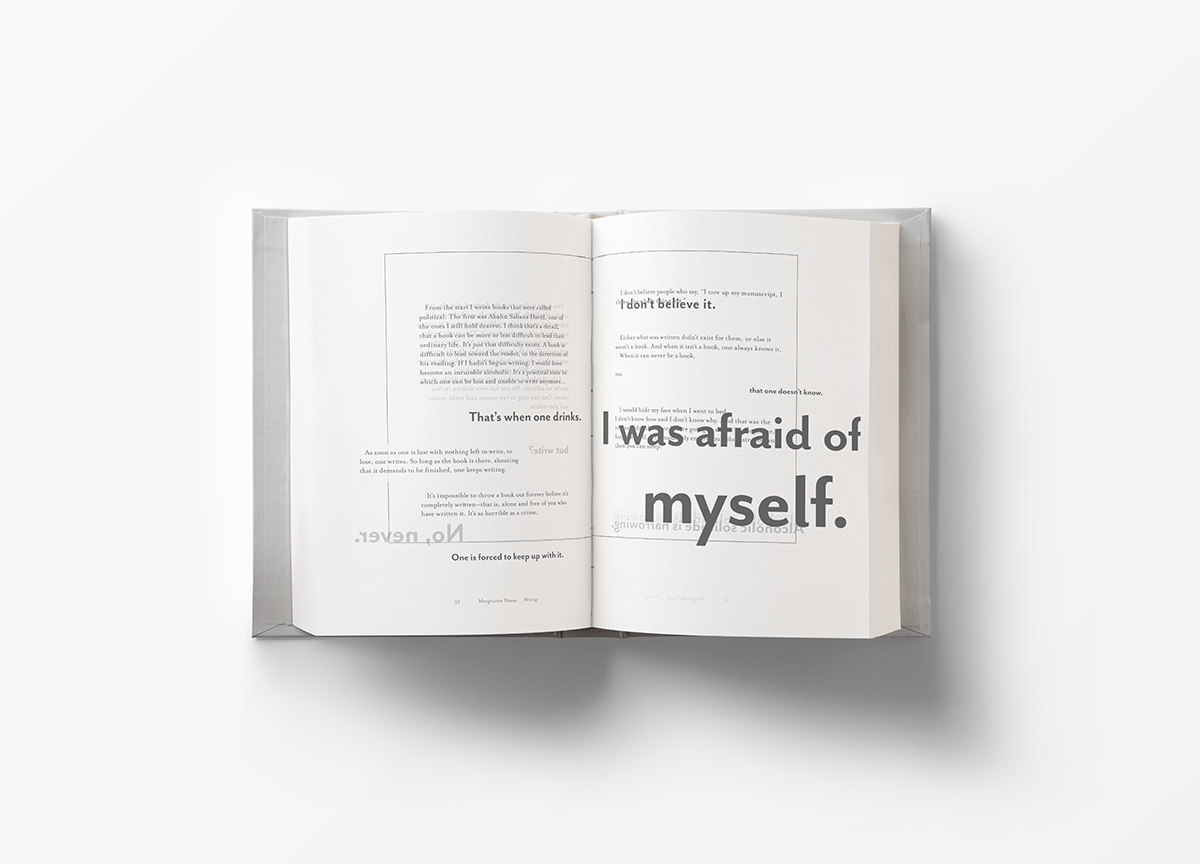 From the start I wrote books that were called
political. The first was Abahn Sabana David, one of
the ones I still hold dearest. I think that's a detail,
that a book can be more or less difficult to lead than
ordinary life. It's just that difficulty exists. A book is
difficult to lead toward the reader, in the direction of
his reading. If I hadn't begun writing, I would have
become an incurable alcoholic. It's a practical state in
which one can be lost and unable to write anymore...
That's when one drinks.
but write?
As soon as one is lost with nothing left to write, to
lose, one writes. So long as the book is there, shouting
that it demands to be finished, one keeps writing.
It's impossible to throw a book out forever before it's
completely written—that is, alone and free of you who
have written it. It's as horrible as a crime.
No, never.
One is forced to keep up with it.
Marguerite Duras Writing
I don't believe people who say, "I tore up my manuscript, I
I don't believe it.
Either what was written didn't exist for them, or else it
wasn't a book. And when it isn't a book, one always knows it.
When it can never be a book,
no,
that one doesn't know.
I would hide my face when I went to bed.
I don't know how and I don't know why. And that was the
I was afraid of
then you can sleep.
myself.
Alcoholic solitude is harrowing.